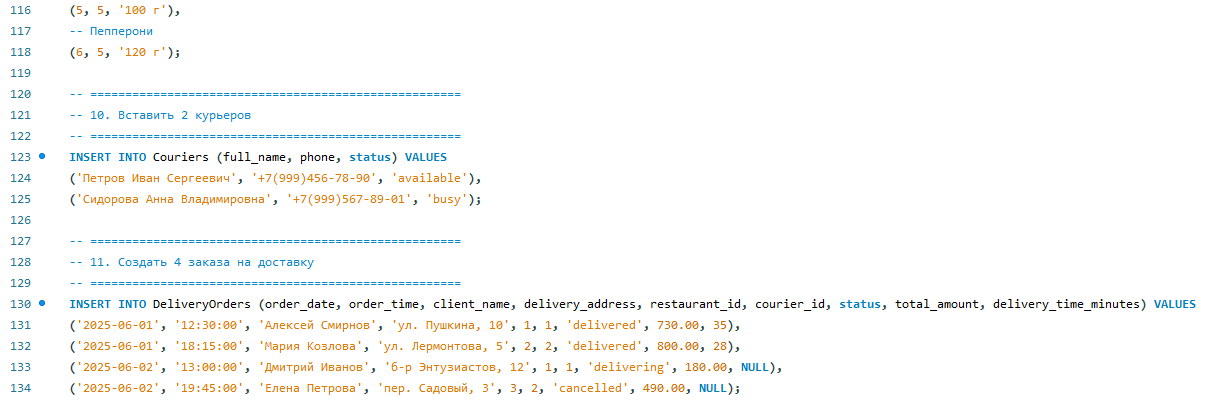 116 (5, 5, '100 г'),
117 -- Пепперони
118 (6, 5, '120 г');
119
120 -- =====================================================
121 -- 10. Вставить 2 курьеров
122 -- =====================================================
123 INSERT INTO Couriers (full_name, phone, status) VALUES
124 ('Петров Иван Сергеевич', '+7(999)456-78-90', 'available'),
125 ('Сидорова Анна Владимировна', '+7(999)567-89-01', 'busy');
126
127 -- =====================================================
128 -- 11. Создать 4 заказа на доставку
129 -- =====================================================
130 INSERT INTO DeliveryOrders (order_date, order_time, client_name, delivery_address, restaurant_id, courier_id, status, total_amount, delivery_time_minutes) VALUES
131 ('2025-06-01', '12:30:00', 'Алексей Смирнов', 'ул. Пушкина, 10', 1, 1, 'delivered', 730.00, 35),
132 ('2025-06-01', '18:15:00', 'Мария Козлова', 'ул. Лермонтова, 5', 2, 2, 'delivered', 800.00, 28),
133 ('2025-06-02', '13:00:00', 'Дмитрий Иванов', 'б-р Энтузиастов, 12', 1, 1, 'delivering', 180.00, NULL),
134 ('2025-06-02', '19:45:00', 'Елена Петрова', 'пер. Садовый, 3', 3, 2, 'cancelled', 490.00, NULL);